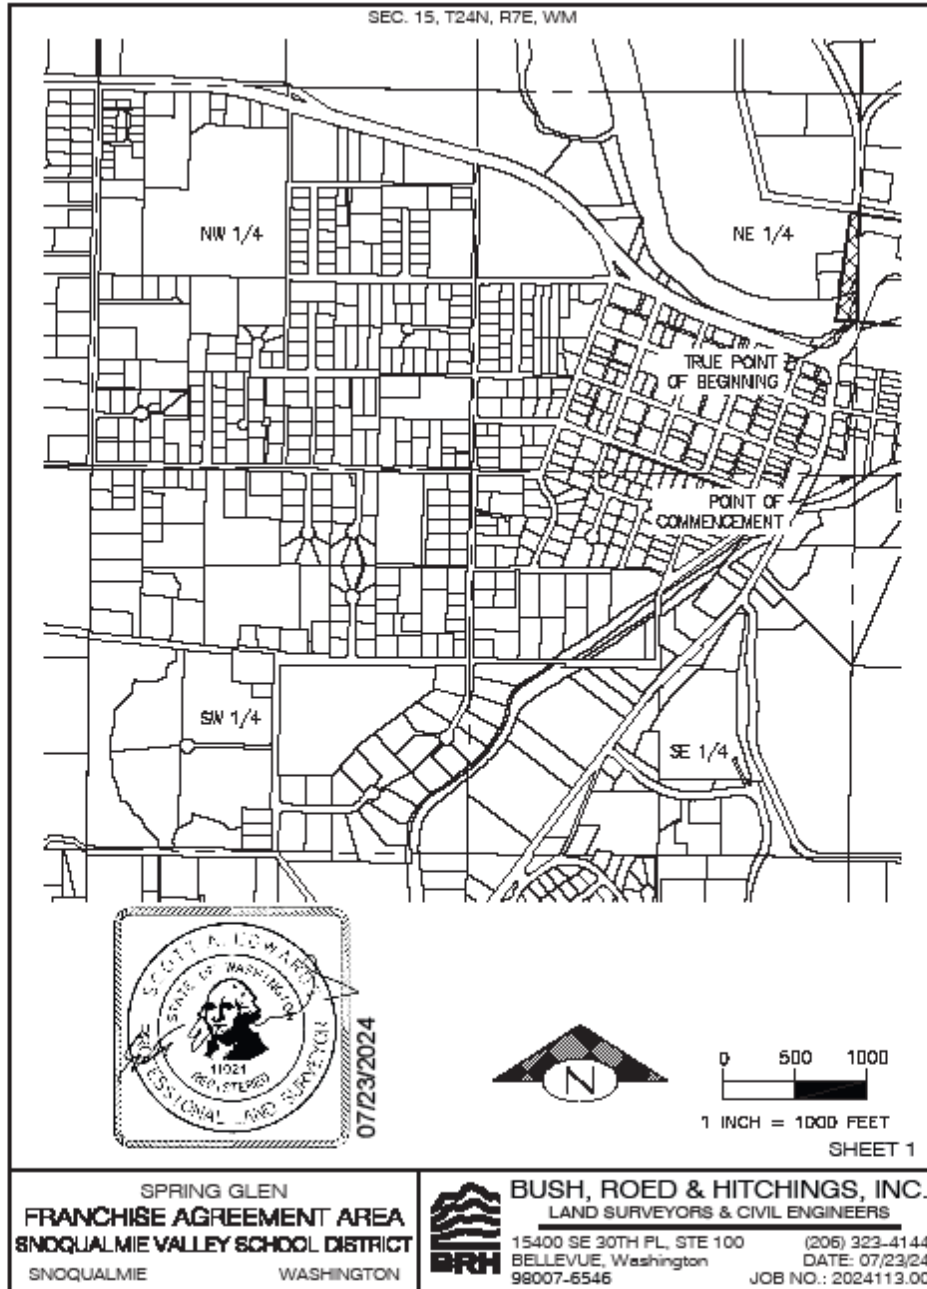 SEC. 15, T24N, R7E, WM
NW 1/4
NE 1/4
TRUE POINT
OF BEGINNING
POINT OF
COMMENCEMENT
SW 1/4
SE 1/4
SCOTT A. EDWARDS
STATE OF WASHINGTON
11021
REGISTERED
PROFESSIONAL LAND SURVEYOR
07/23/2024
N
0 500 1000
1 INCH = 1000 FEET
SHEET 1
SPRING GLEN
FRANCHISE AGREEMENT AREA
SNOQUALMIE VALLEY SCHOOL DISTRICT
SNOQUALMIE WASHINGTON
BRH
BUSH, ROED & HITCHINGS, INC.
LAND SURVEYORS & CIVIL ENGINEERS
15400 SE 30TH PL, STE 100 (206) 323-4144
BELLEVUE, Washington DATE: 07/23/24
98007-6546 JOB NO.: 2024113.00